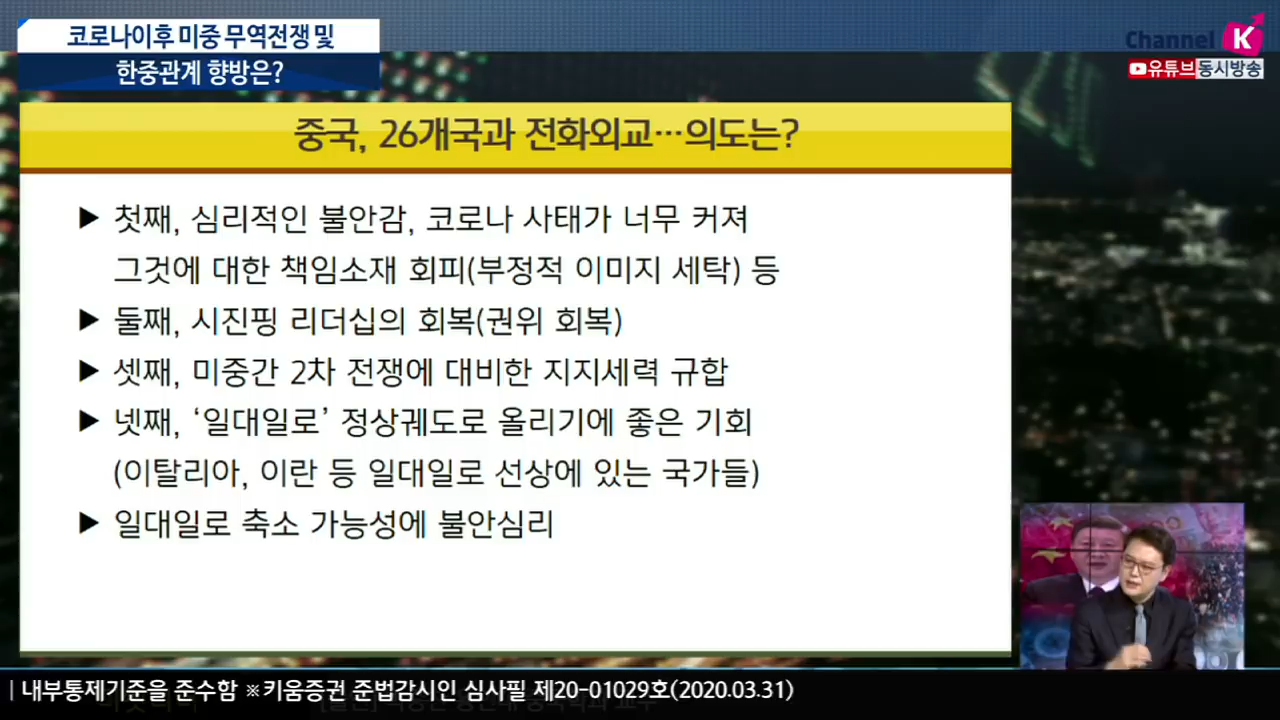 코로나이후 미중 무역전쟁 및
한중관계 향방은?
Channel K
유튜브 동시방송
중국, 26개국과 전화외교…의도는?
▶ 첫째, 심리적인 불안감, 코로나 사태가 너무 커져
그것에 대한 책임소재 회피(부정적 이미지 세탁) 등
▶ 둘째, 시진핑 리더십의 회복(권위 회복)
▶ 셋째, 미중간 2차 전쟁에 대비한 지지세력 규합
▶ 넷째, ‘일대일로’ 정상궤도로 올리기에 좋은 기회
(이탈리아, 이란 등 일대일로 선상에 있는 국가들)
▶ 일대일로 축소 가능성에 불안심리
| 내부통제기준을 준수함 ※키움증권 준법감시인 심사필 제20-01029호(2020.03.31)